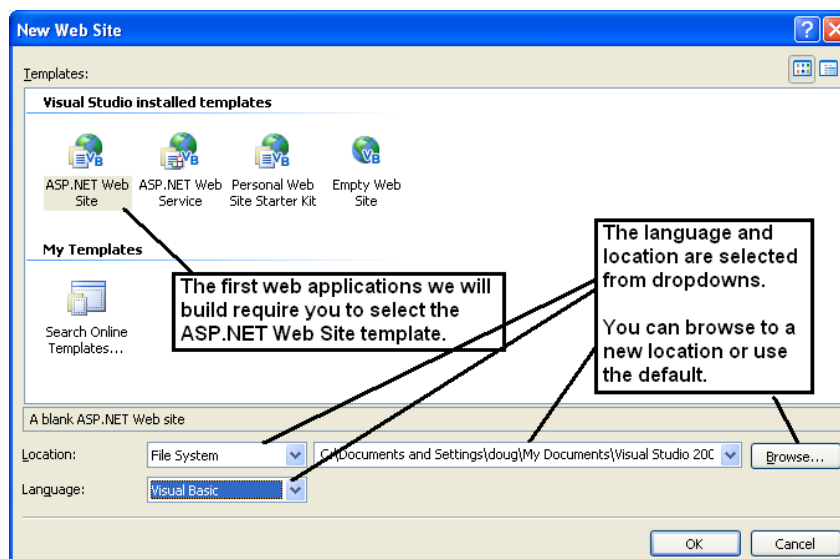 New Web Site
Templates:
Visual Studio installed templates
ASP.NET Web
Site
ASP.NET Web
Service
Personal Web
Site Starter Kit
Empty Web
Site
My Templates
Search Online
Templates...
The first web applications we will
build require you to select the
ASP.NET Web Site template.
The language and
location are selected
from dropdowns.
You can browse to a
new location or use
the default.
A blank ASP.NET Web site
Location:
File System
C:\Documents and Settings\doug\My Documents\Visual Studio 200
Browse...
Language:
Visual Basic
OK
Cancel